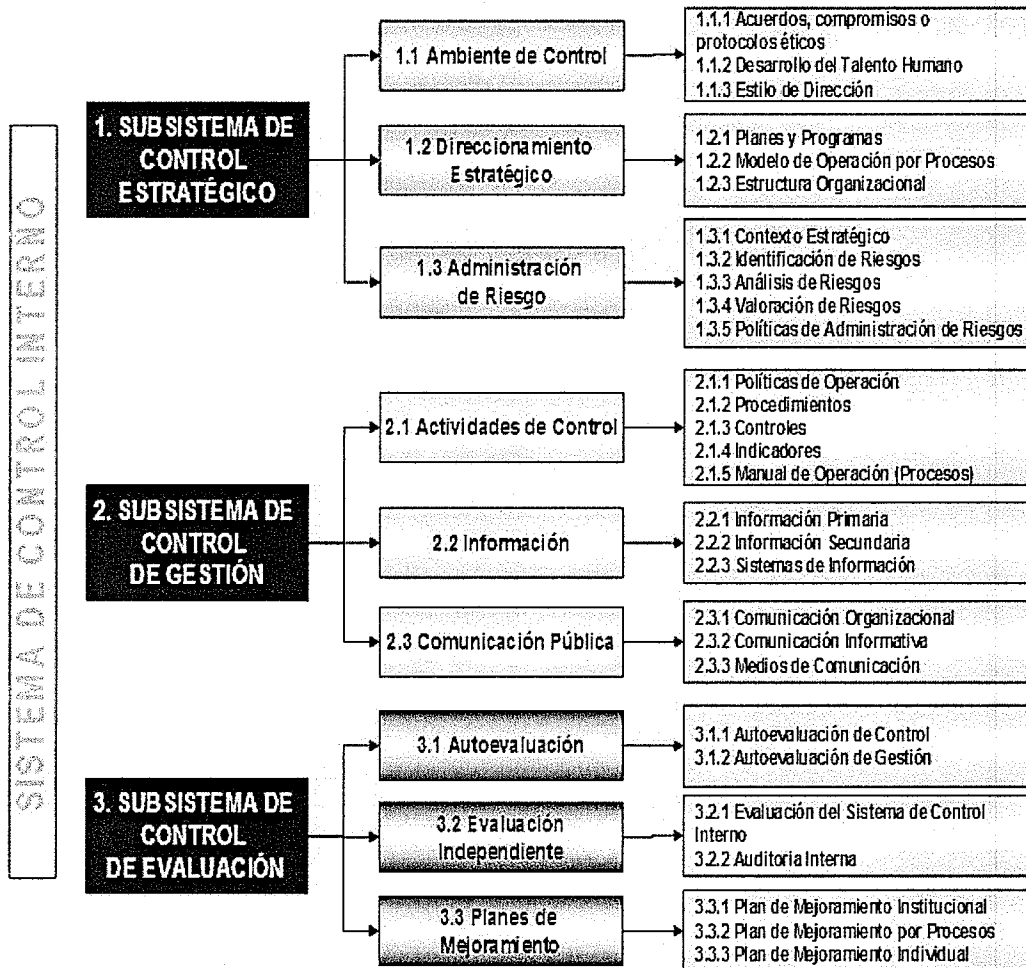 SISTEMA DE CONTROL INTERNO
1. SUBSISTEMA DE
CONTROL
ESTRATÉGICO
1.1 Ambiente de Control
1.1.1 Acuerdos, compromisos o
protocolos éticos
1.1.2 Desarrollo del Talento Humano
1.1.3 Estilo de Dirección
1.2 Direccionamiento
Estratégico
1.2.1 Planes y Programas
1.2.2 Modelo de Operación por Procesos
1.2.3 Estructura Organizacional
1.3 Administración
de Riesgo
1.3.1 Contexto Estratégico
1.3.2 Identificación de Riesgos
1.3.3 Análisis de Riesgos
1.3.4 Valoración de Riesgos
1.3.5 Políticas de Administración de Riesgos
2. SUBSISTEMA DE
CONTROL
DE GESTIÓN
2.1 Actividades de Control
2.1.1 Políticas de Operación
2.1.2 Procedimientos
2.1.3 Controles
2.1.4 Indicadores
2.1.5 Manual de Operación (Procesos)
2.2 Información
2.2.1 Información Primaria
2.2.2 Información Secundaria
2.2.3 Sistemas de Información
2.3 Comunicación Pública
2.3.1 Comunicación Organizacional
2.3.2 Comunicación Informativa
2.3.3 Medios de Comunicación
3. SUBSISTEMA DE
CONTROL
DE EVALUACIÓN
3.1 Autoevaluación
3.1.1 Autoevaluación de Control
3.1.2 Autoevaluación de Gestión
3.2 Evaluación
Independiente
3.2.1 Evaluación del Sistema de Control
Interno
3.2.2 Auditoria Interna
3.3 Planes de
Mejoramiento
3.3.1 Plan de Mejoramiento Institucional
3.3.2 Plan de Mejoramiento por Procesos
3.3.3 Plan de Mejoramiento Individual